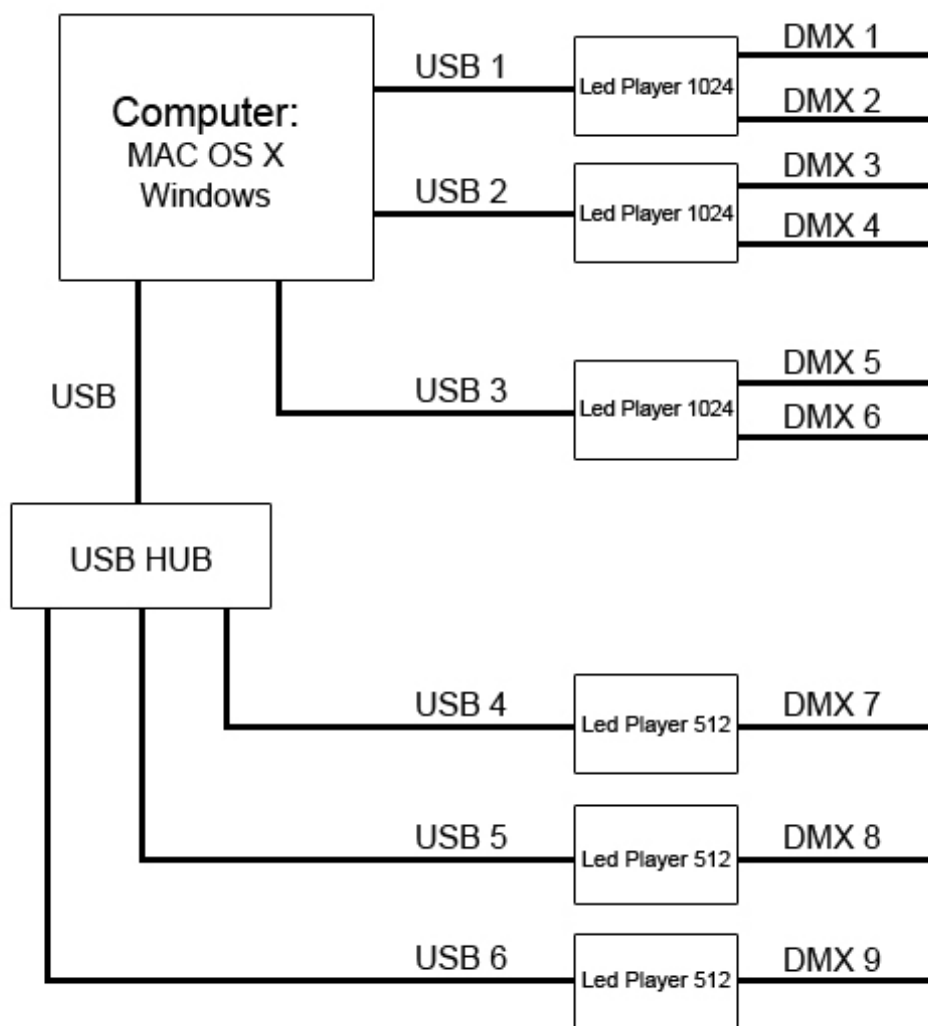 Computer:
MAC OS X
Windows
USB 1
Led Player 1024
DMX 1
DMX 2
USB 2
Led Player 1024
DMX 3
DMX 4
USB 3
Led Player 1024
DMX 5
DMX 6
USB
USB HUB
USB 4
Led Player 512
DMX 7
USB 5
Led Player 512
DMX 8
USB 6
Led Player 512
DMX 9